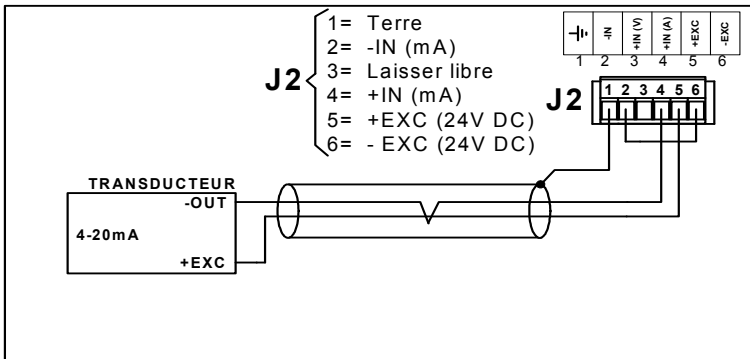 1= Terre
2= -IN (mA)
J2
3= Laisser libre
4= +IN (mA)
5= +EXC (24V DC)
6= - EXC (24V DC)
-IN
+IN (V)
+IN (A)
+EXC
-EXC
1 2 3 4 5 6
J2
1 2 3 4 5 6
TRANSDUCTEUR
-OUT
4-20mA
+EXC